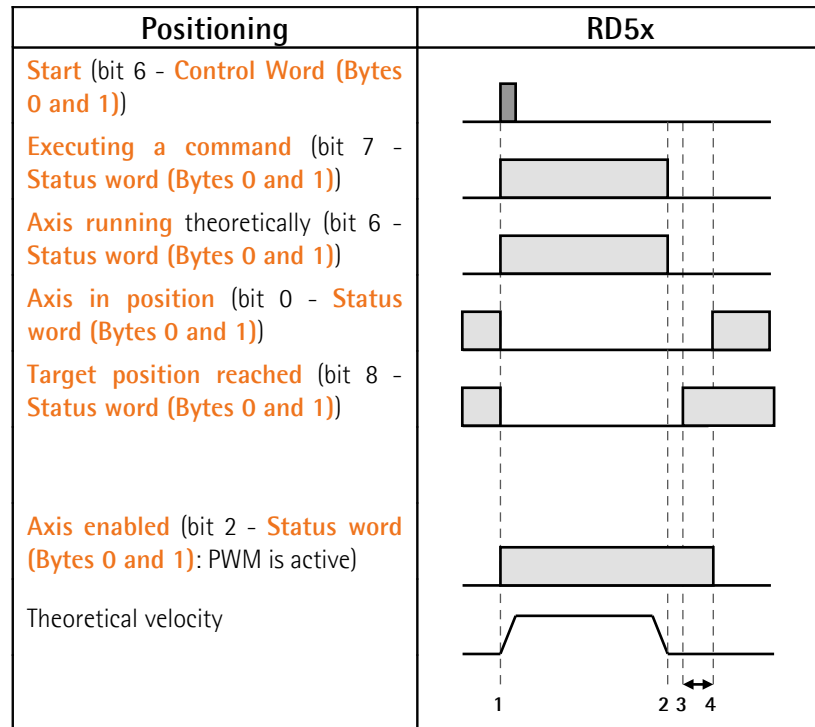 Positioning
RD5x
Start (bit 6 - Control Word (Bytes
0 and 1))
Executing a command (bit 7 -
Status word (Bytes 0 and 1))
Axis running theoretically (bit 6 -
Status word (Bytes 0 and 1))
Axis in position (bit 0 - Status
word (Bytes 0 and 1))
Target position reached (bit 8 -
Status word (Bytes 0 and 1))
Axis enabled (bit 2 - Status word
(Bytes 0 and 1): PWM is active)
Theoretical velocity
1 2 3 4